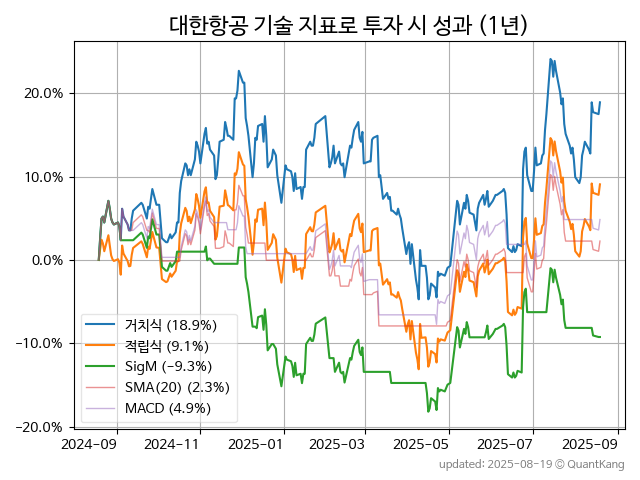 대한항공 기술 지표로 투자 시 성과 (1년)
20.0%
10.0%
0.0%
−10.0%
−20.0%
거치식 (18.9%)
적립식 (9.1%)
SigM (−9.3%)
SMA(20) (2.3%)
MACD (4.9%)
2024−09 2024−11 2025−01 2025−03 2025−05 2025−07 2025−09
updated: 2025-08-19 © QuantKang